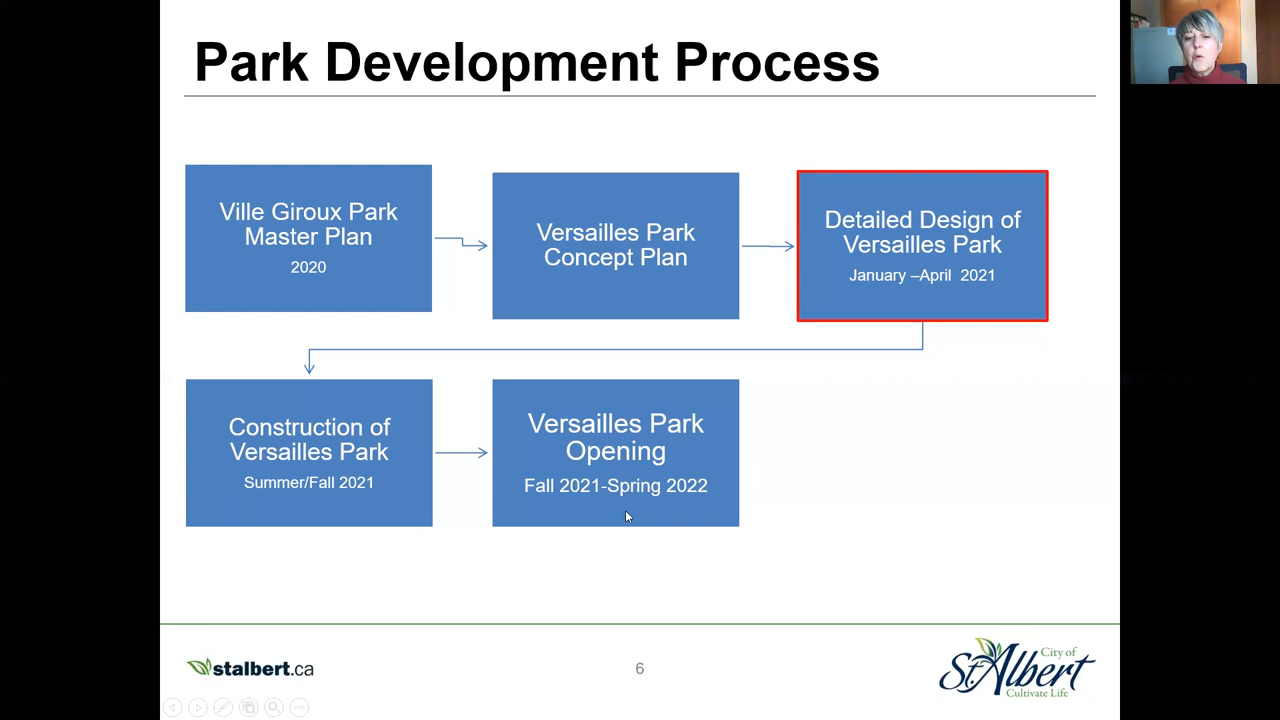 Park Development Process
Ville Giroux Park
Master Plan
2020
Versailles Park
Concept Plan
Detailed Design of
Versailles Park
January –April  2021
Construction of
Versailles Park
Summer/Fall 2021
Versailles Park
Opening
Fall 2021-Spring 2022
stalbert.ca
6
City of
St. Albert
Cultivate Life